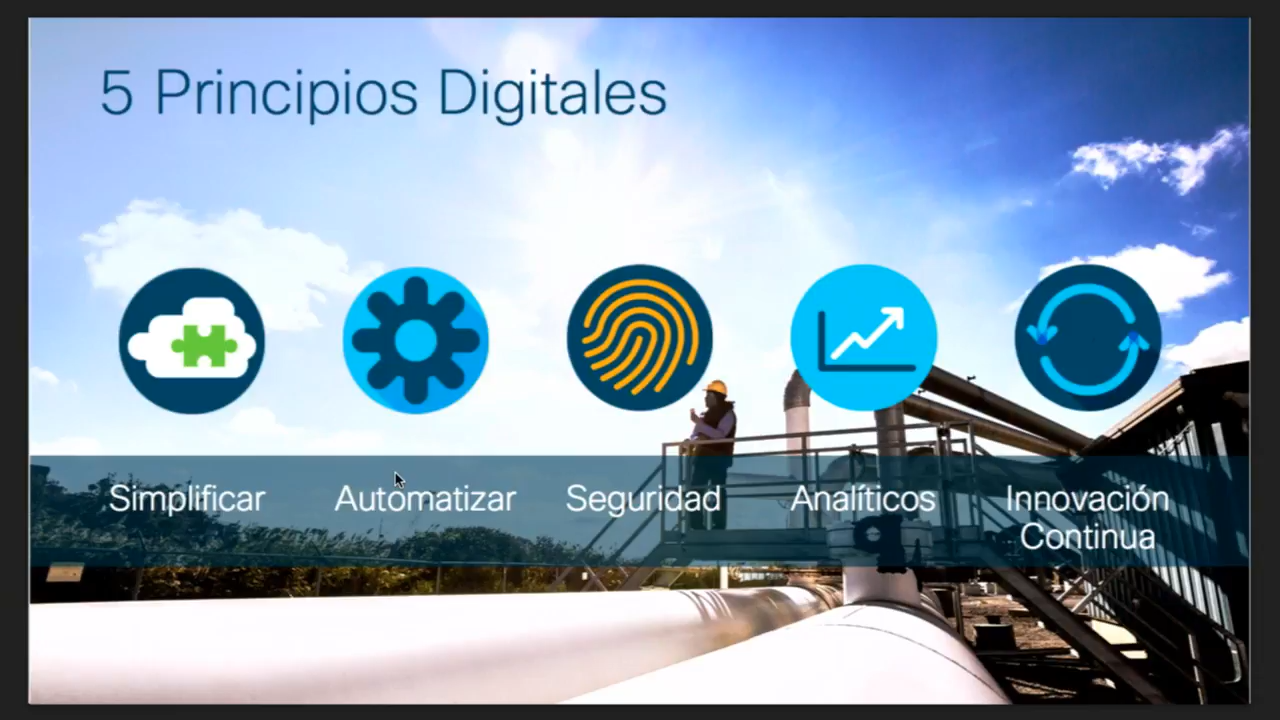 5 Principios Digitales
Simplificar
Automatizar
Seguridad
Analíticos
Innovación
Continua